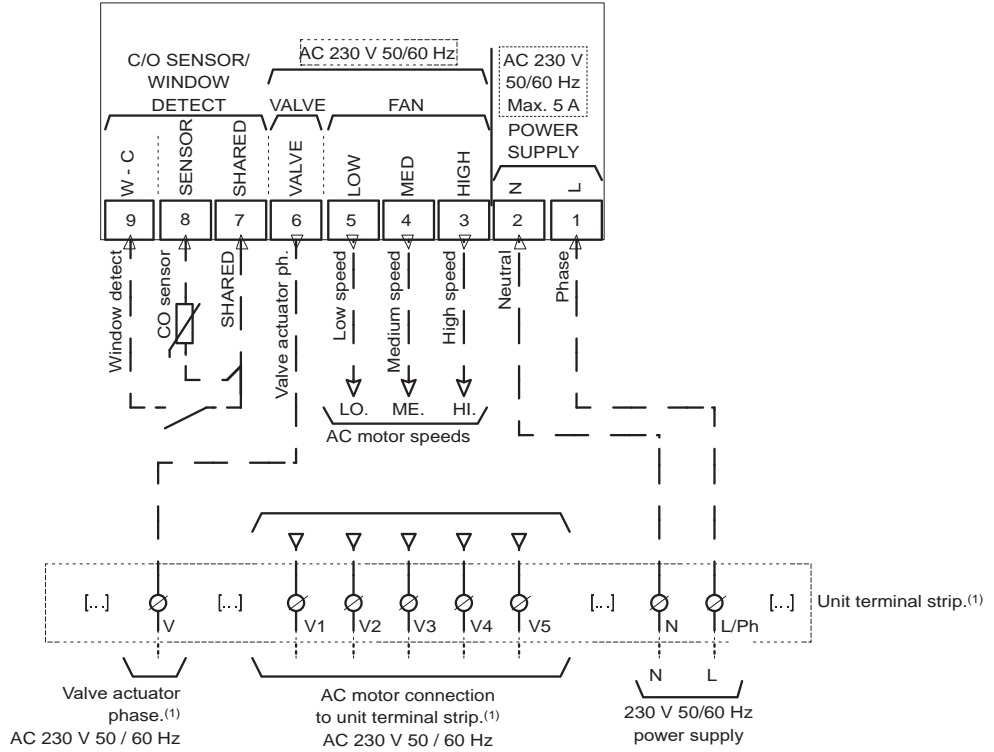 AC 230 V 50/60 Hz
AC 230 V
50/60 Hz
Max. 5 A
C/O SENSOR/
WINDOW
DETECT
VALVE
FAN
POWER
SUPPLY
W - C
SENSOR
SHARED
VALVE
LOW
MED
HIGH
N
L
9 8 7 6 5 4 3 2 1
Window detect
CO sensor
SHARED
Valve actuator ph.
Low speed
Medium speed
High speed
Neutral
Phase
LO. ME. HI.
AC motor speeds
[...] [...] [...] [...]
Unit terminal strip.(1)
V V1 V2 V3 V4 V5 N L/Ph
N L
Valve actuator
phase.(1)
AC 230 V 50 / 60 Hz
AC motor connection
to unit terminal strip.(1)
AC 230 V 50 / 60 Hz
230 V 50/60 Hz
power supply